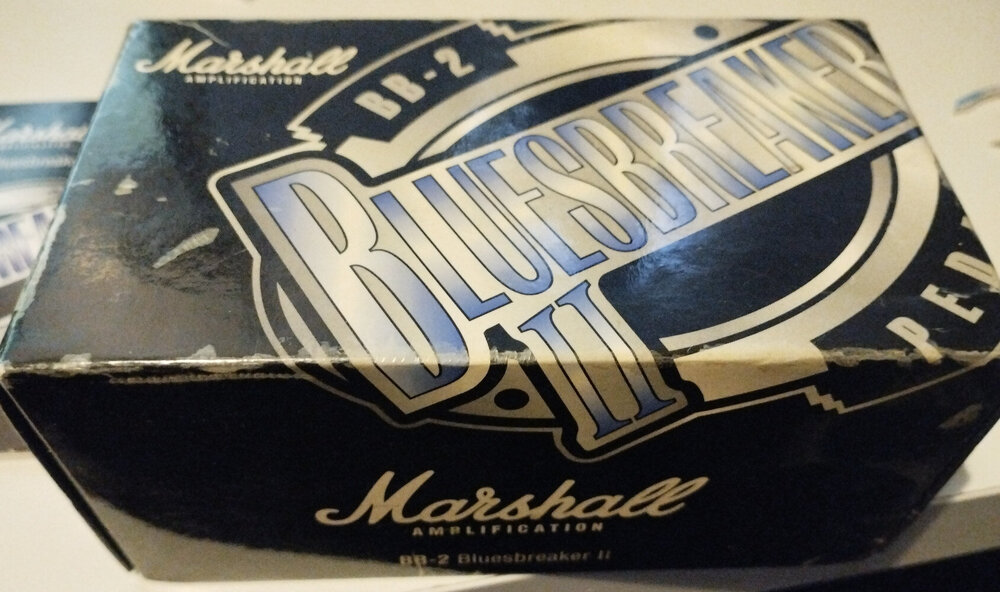 Marshall
AMPLIFICATION
BB-2
BLUESBREAKER
II
Marshall
AMPLIFICATION
BB-2 Bluesbreaker II